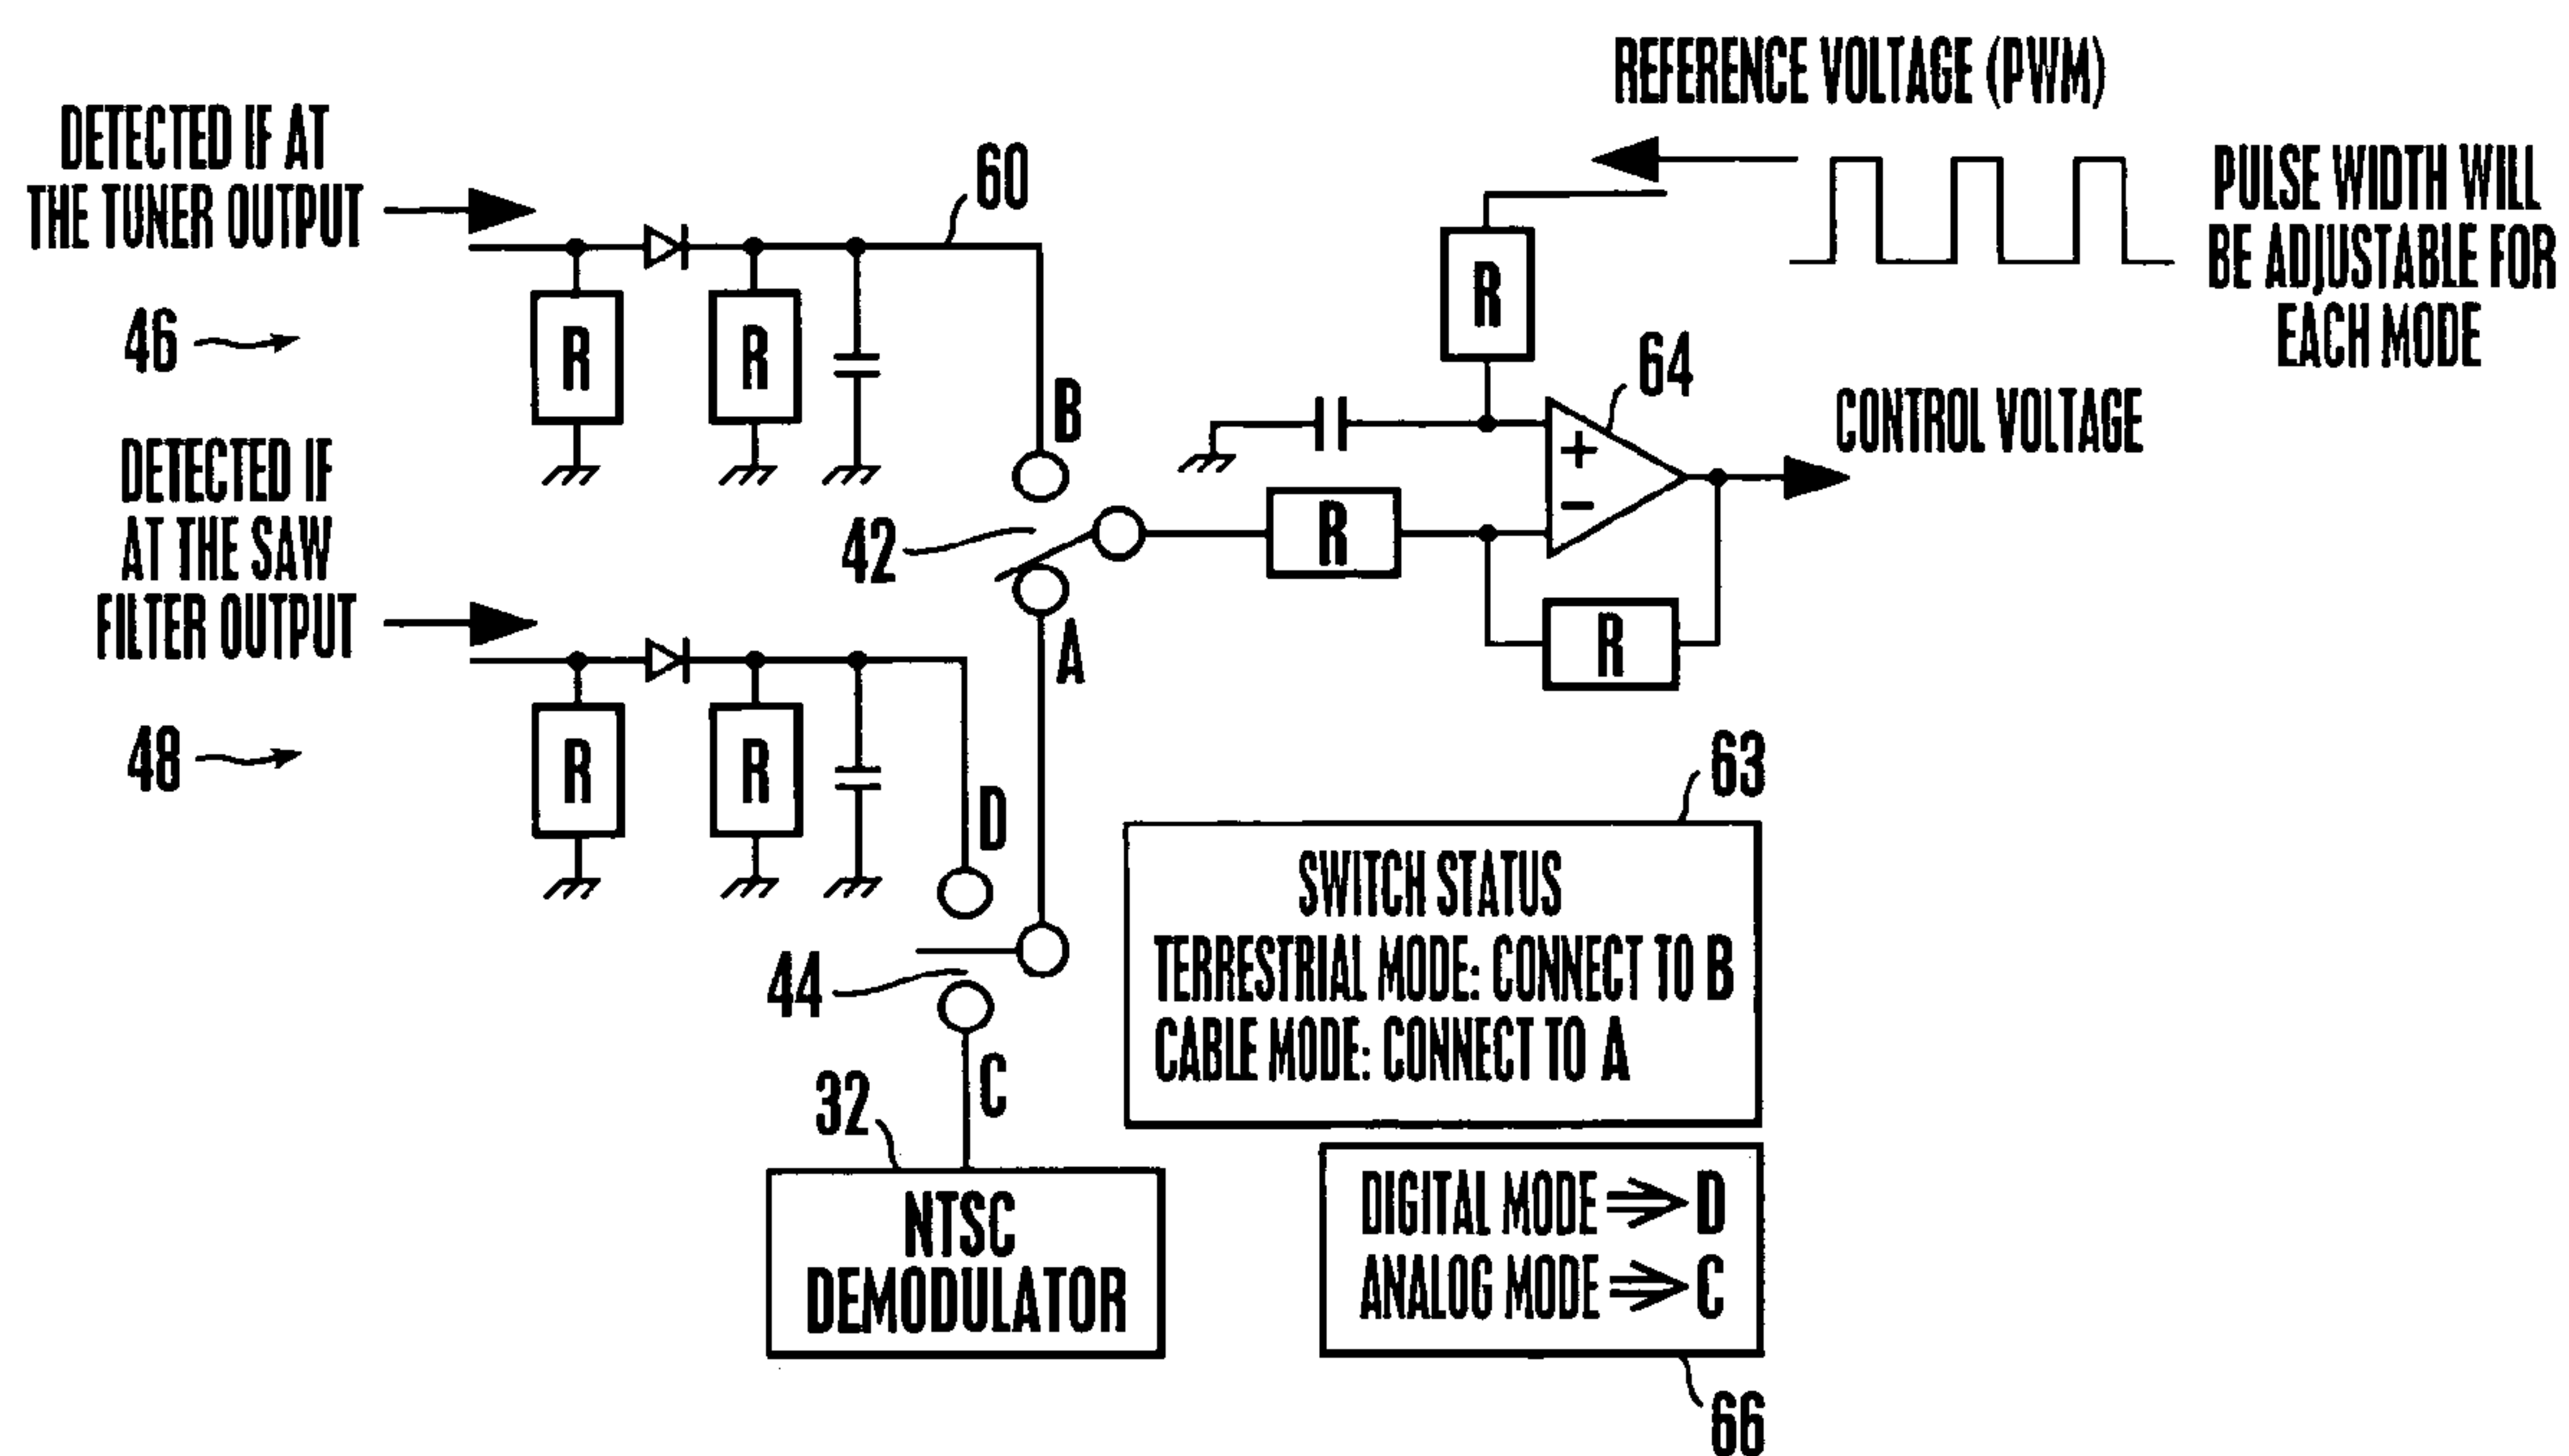 REFERENCE VOLTAGE (PWM)
DETECTED IF AT
THE TUNER OUTPUT
60
PULSE WIDTH WILL
BE ADJUSTABLE FOR
EACH MODE
R
46
R
R
64
B
CONTROL VOLTAGE
+
−
DETECTED IF
AT THE SAW
FILTER OUTPUT
42
R
A
R
48
R
R
63
D
SWITCH STATUS
TERRESTRIAL MODE: CONNECT TO B
CABLE MODE: CONNECT TO A
44
C
32
NTSC
DEMODULATOR
DIGITAL MODE ⇒ D
ANALOG MODE ⇒ C
66